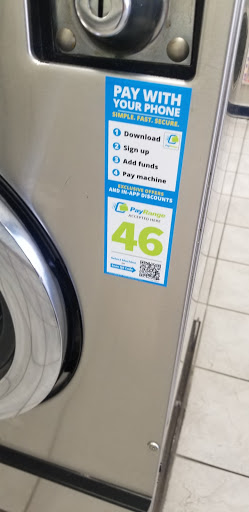 PAY WITH
YOUR PHONE
SIMPLE. FAST. SECURE.
1 Download
2 Sign up
3 Add funds
4 Pay machine
EXCLUSIVE OFFERS
AND IN-APP DISCOUNTS
PayRange
ACCEPTED HERE
46